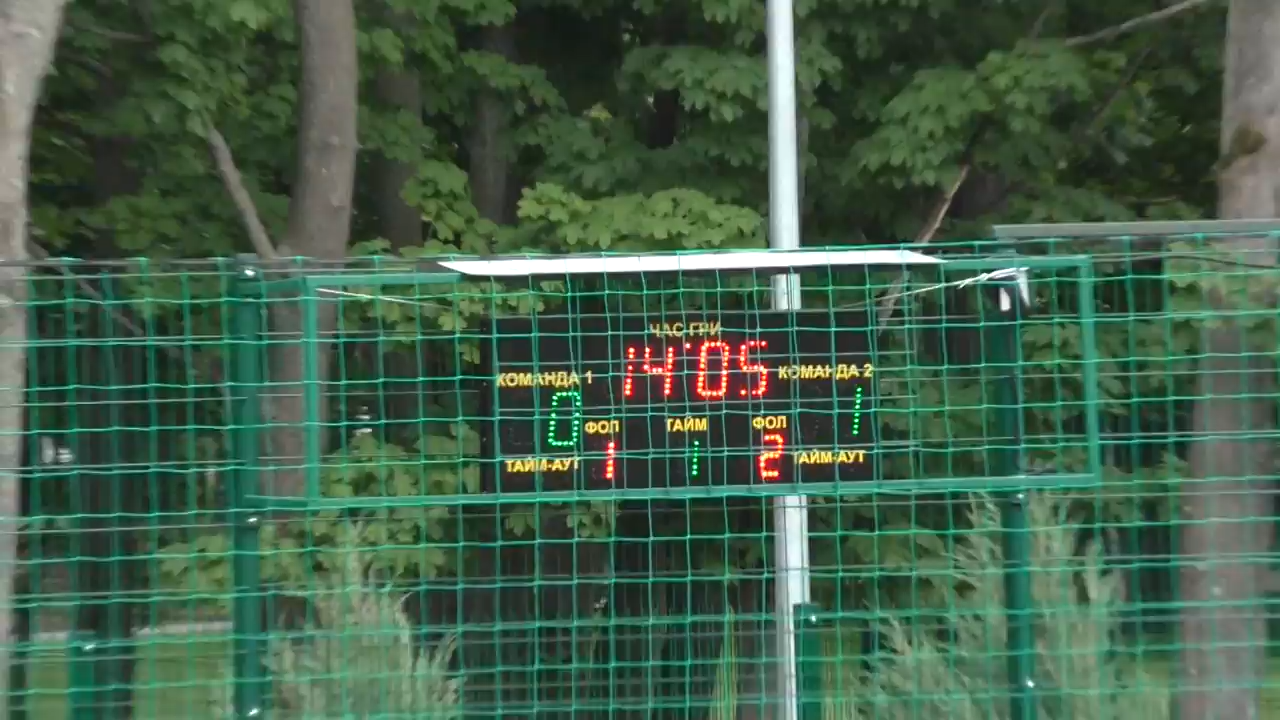 ЧАС ГРИ
14:05
КОМАНДА 1 КОМАНДА 2
0 1
ФОЛ ТАЙМ ФОЛ
1 1 2
ТАЙМ-АУТ ТАЙМ-АУТ